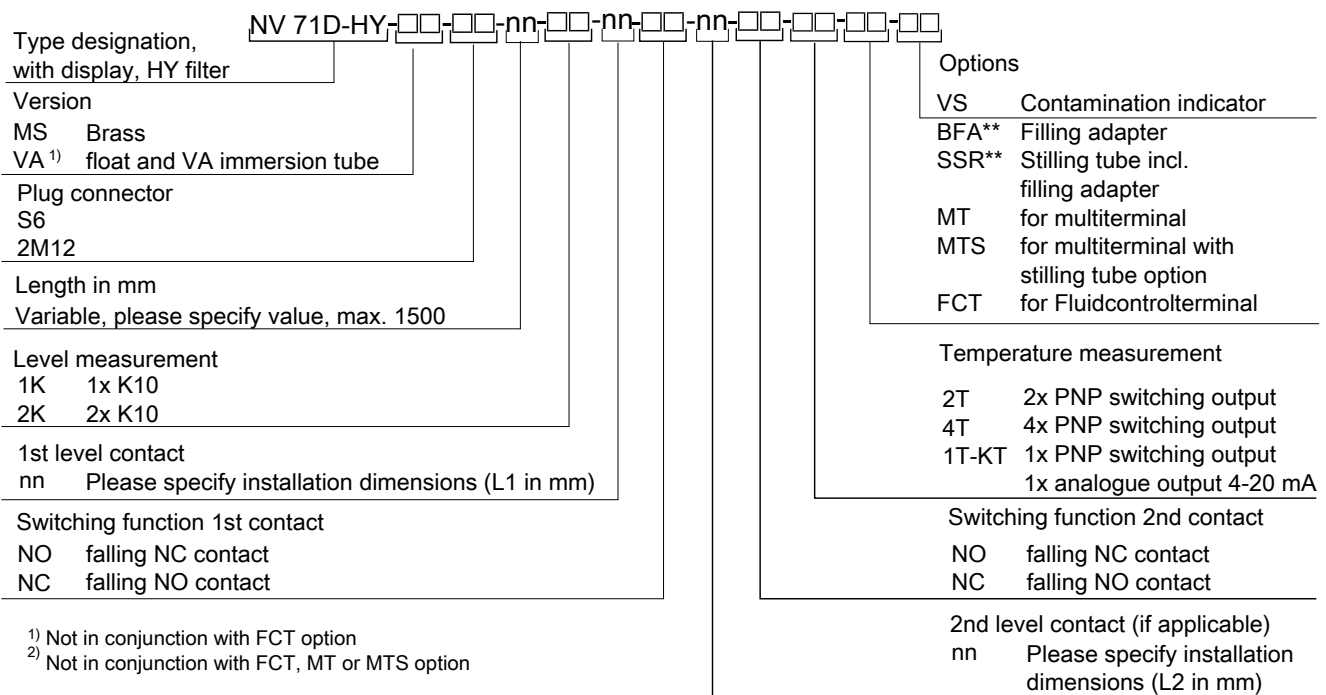 NV 71D-HY-□□-□□-nn-□□-nn-□□-nn-□□-□□-□□-□□
Type designation,
with display, HY filter
Version
MS Brass
VA 1) float and VA immersion tube
Plug connector
S6
2M12
Length in mm
Variable, please specify value, max. 1500
Level measurement
1K 1x K10
2K 2x K10
1st level contact
nn Please specify installation dimensions (L1 in mm)
Switching function 1st contact
NO falling NC contact
NC falling NO contact
1) Not in conjunction with FCT option
2) Not in conjunction with FCT, MT or MTS option
Options
VS Contamination indicator
BFA** Filling adapter
SSR** Stilling tube incl.
filling adapter
MT for multiterminal
MTS for multiterminal with
stilling tube option
FCT for Fluidcontrolterminal
Temperature measurement
2T 2x PNP switching output
4T 4x PNP switching output
1T-KT 1x PNP switching output
1x analogue output 4-20 mA
Switching function 2nd contact
NO falling NC contact
NC falling NO contact
2nd level contact (if applicable)
nn Please specify installation
dimensions (L2 in mm)